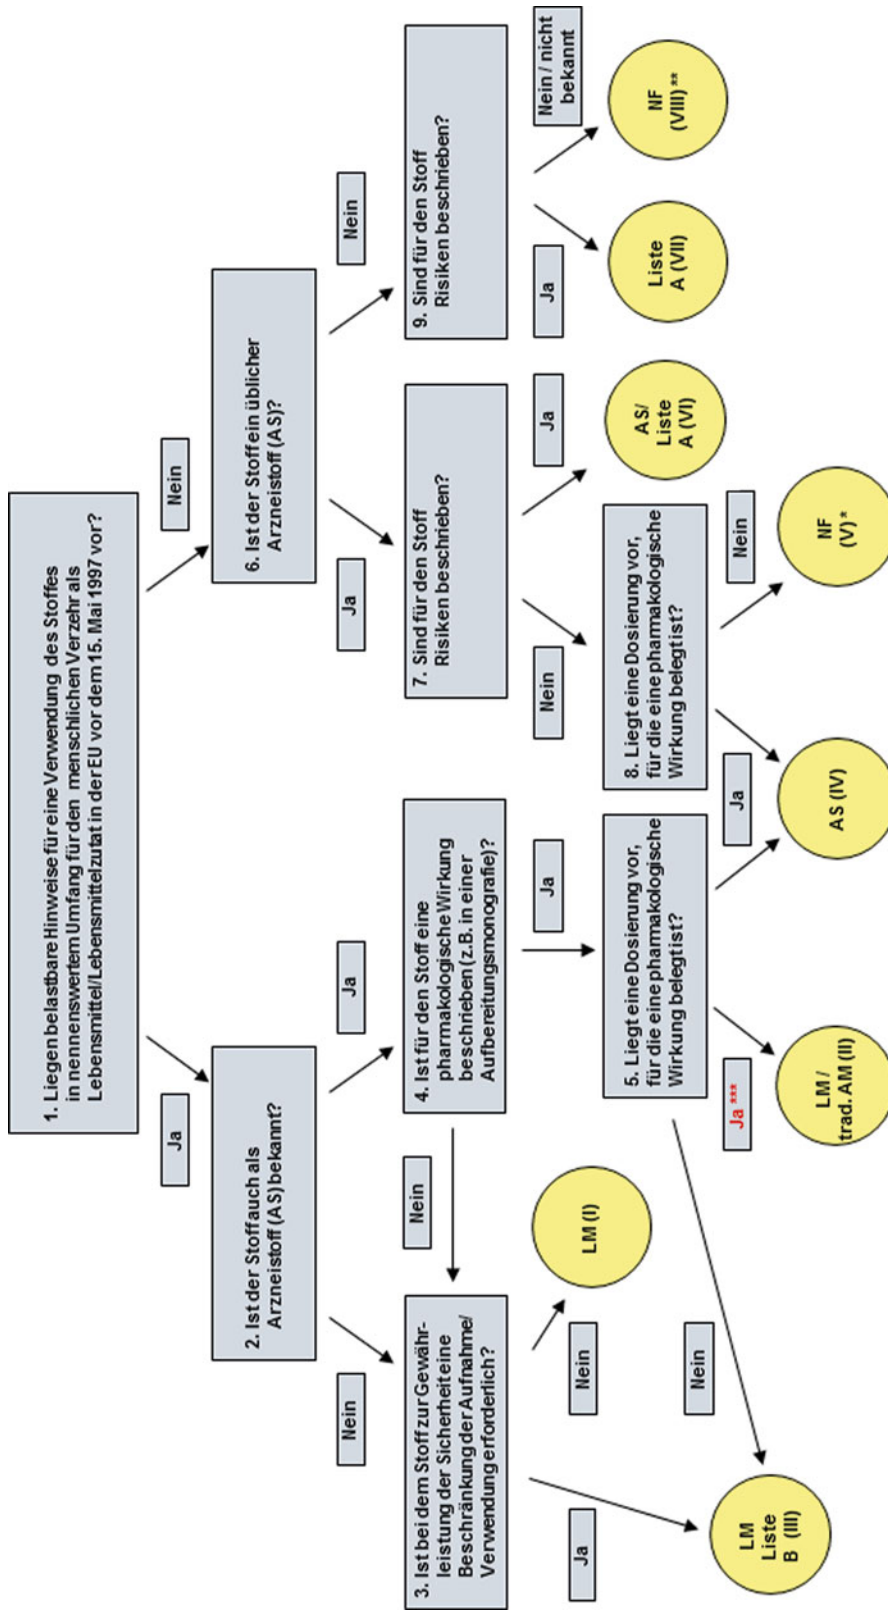 1. Liegen belastbare Hinweise für eine Verwendung des Stoffes
in nennenswertem Umfang für den menschlichen Verzehr als
Lebensmittel/Lebensmittelzutat in der EU vor dem 15. Mai 1997 vor?
Ja
Nein
2. Ist der Stoff auch als
Arzneistoff (AS) bekannt?
6. Ist der Stoff ein üblicher
Arzneistoff (AS)?
Nein
Ja
Ja
Nein
3. Ist bei dem Stoff zur Gewähr-
leistung der Sicherheit eine
Beschränkung der Aufnahme/
Verwendung erforderlich?
Nein
4. Ist für den Stoff eine
pharmakologische Wirkung
beschrieben (z.B. in einer
Aufbereitungsmonografie)?
7. Sind für den Stoff
Risiken beschrieben?
9. Sind für den Stoff
Risiken beschrieben?
Ja
Nein
Ja
Nein
Ja
Ja
Nein / nicht
bekannt
LM (I)
5. Liegt eine Dosierung vor,
für die eine pharmakologische
Wirkung belegt ist?
8. Liegt eine Dosierung vor,
für die eine pharmakologische
Wirkung belegt ist?
AS/
Liste
A (VI)
Liste
A (VII)
NF
(VIII) **
Nein
Ja ***
Ja
Nein
LM
Liste
B (III)
LM /
trad. AM (II)
AS (IV)
NF
(V) *